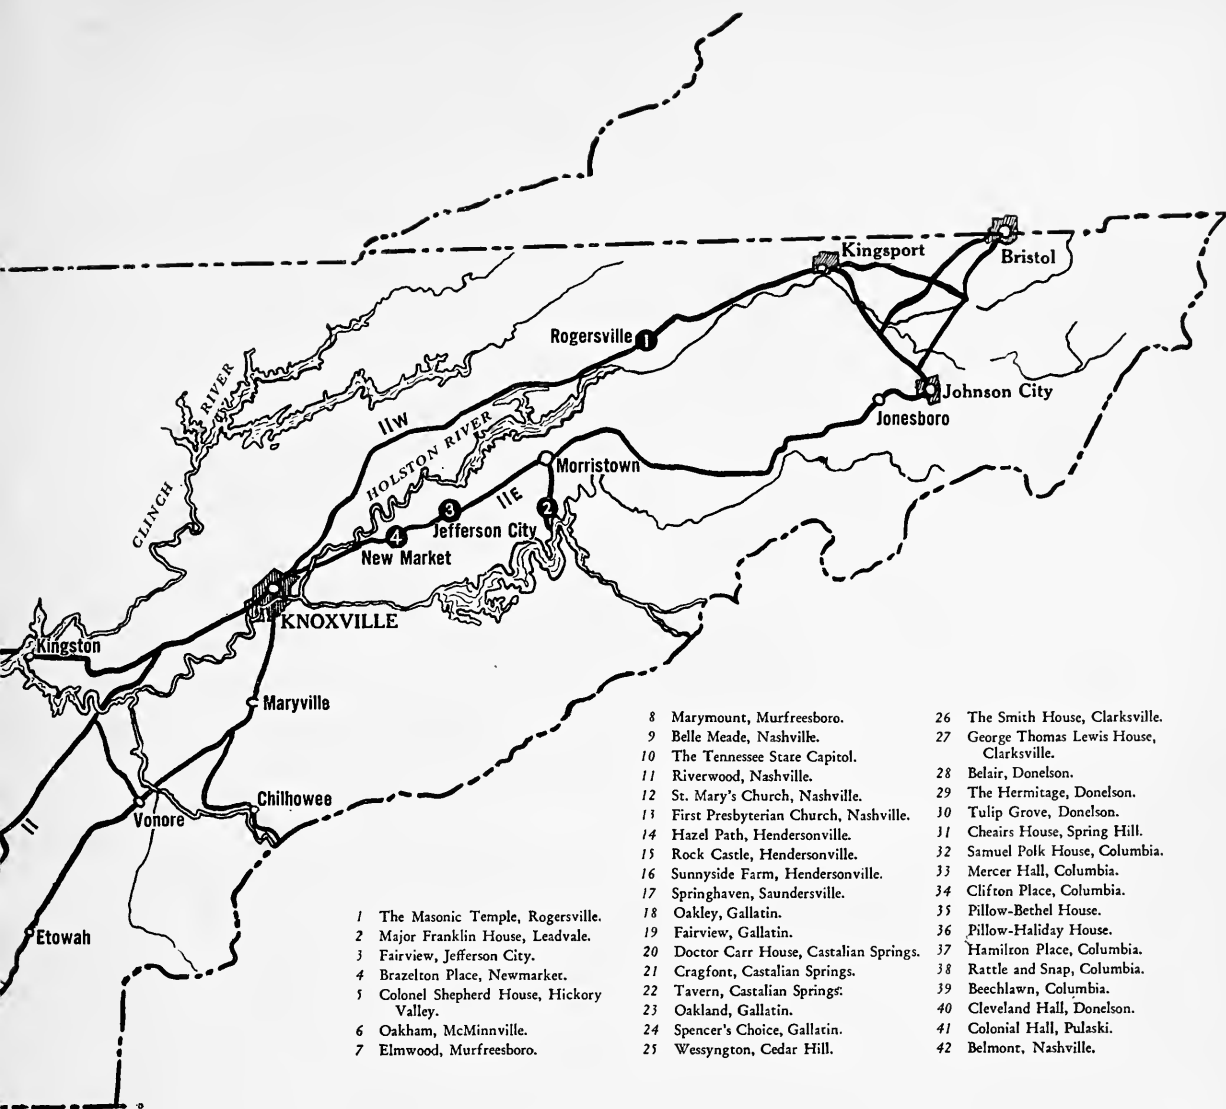 Kingsport
Bristol
Rogersville
1
Johnson City
Jonesboro
CLINCH RIVER
11W
HOLSTON RIVER
Morristown
11E
2
3
Jefferson City
4
New Market
KNOXVILLE
Kingston
Maryville
Chilhowee
Vonore
11
Etowah
1 The Masonic Temple, Rogersville.
2 Major Franklin House, Leadvale.
3 Fairview, Jefferson City.
4 Brazelton Place, Newmarket.
5 Colonel Shepherd House, Hickory
Valley.
6 Oakham, McMinnville.
7 Elmwood, Murfreesboro.
8 Marymount, Murfreesboro.
9 Belle Meade, Nashville.
10 The Tennessee State Capitol.
11 Riverwood, Nashville.
12 St. Mary's Church, Nashville.
13 First Presbyterian Church, Nashville.
14 Hazel Path, Hendersonville.
15 Rock Castle, Hendersonville.
16 Sunnyside Farm, Hendersonville.
17 Springhaven, Saundersville.
18 Oakley, Gallatin.
19 Fairview, Gallatin.
20 Doctor Carr House, Castalian Springs.
21 Cragfont, Castalian Springs.
22 Tavern, Castalian Springs.
23 Oakland, Gallatin.
24 Spencer's Choice, Gallatin.
25 Wessyngton, Cedar Hill.
26 The Smith House, Clarksville.
27 George Thomas Lewis House,
Clarksville.
28 Belair, Donelson.
29 The Hermitage, Donelson.
30 Tulip Grove, Donelson.
31 Cheairs House, Spring Hill.
32 Samuel Polk House, Columbia.
33 Mercer Hall, Columbia.
34 Clifton Place, Columbia.
35 Pillow-Bethel House.
36 Pillow-Haliday House.
37 Hamilton Place, Columbia.
38 Rattle and Snap, Columbia.
39 Beechlawn, Columbia.
40 Cleveland Hall, Donelson.
41 Colonial Hall, Pulaski.
42 Belmont, Nashville.